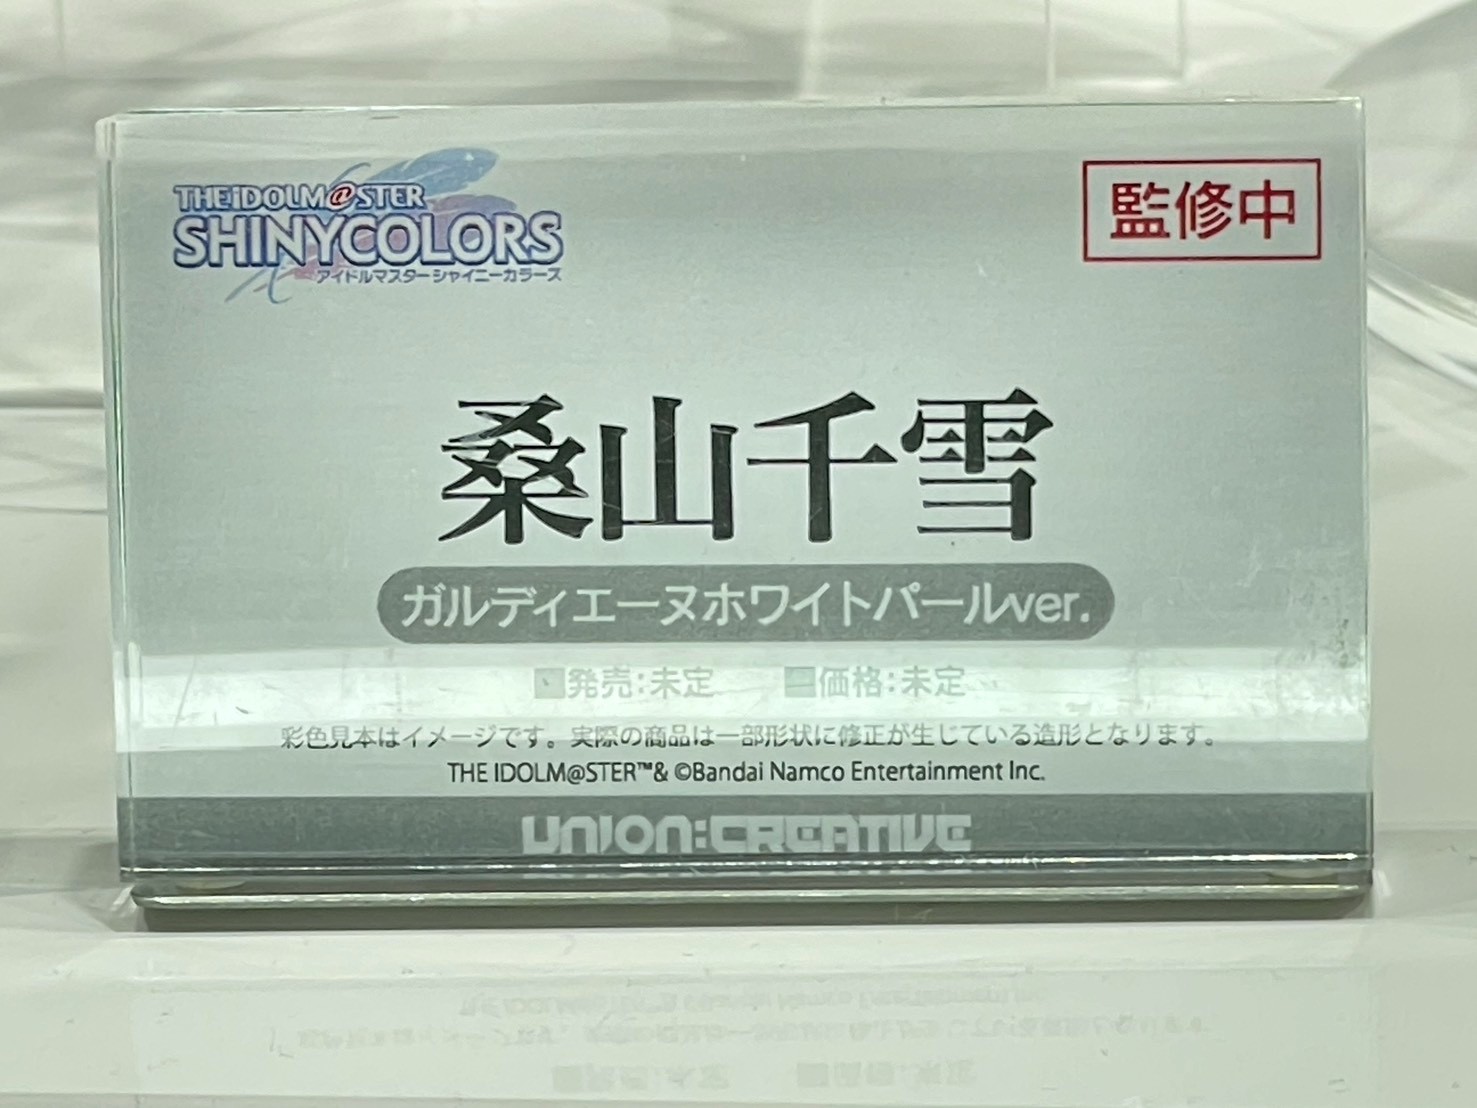 THE IDOLM@STER
SHINYCOLORS
アイドルマスター シャイニーカラーズ
監修中
桑山千雪
ガルディエーヌホワイトパールver.
■発売:未定 ■価格:未定
彩色見本はイメージです。実際の商品は一部形状に修正が生じている造形となります。
THE IDOLM@STER™& ©Bandai Namco Entertainment Inc.
UNION:CREATIVE